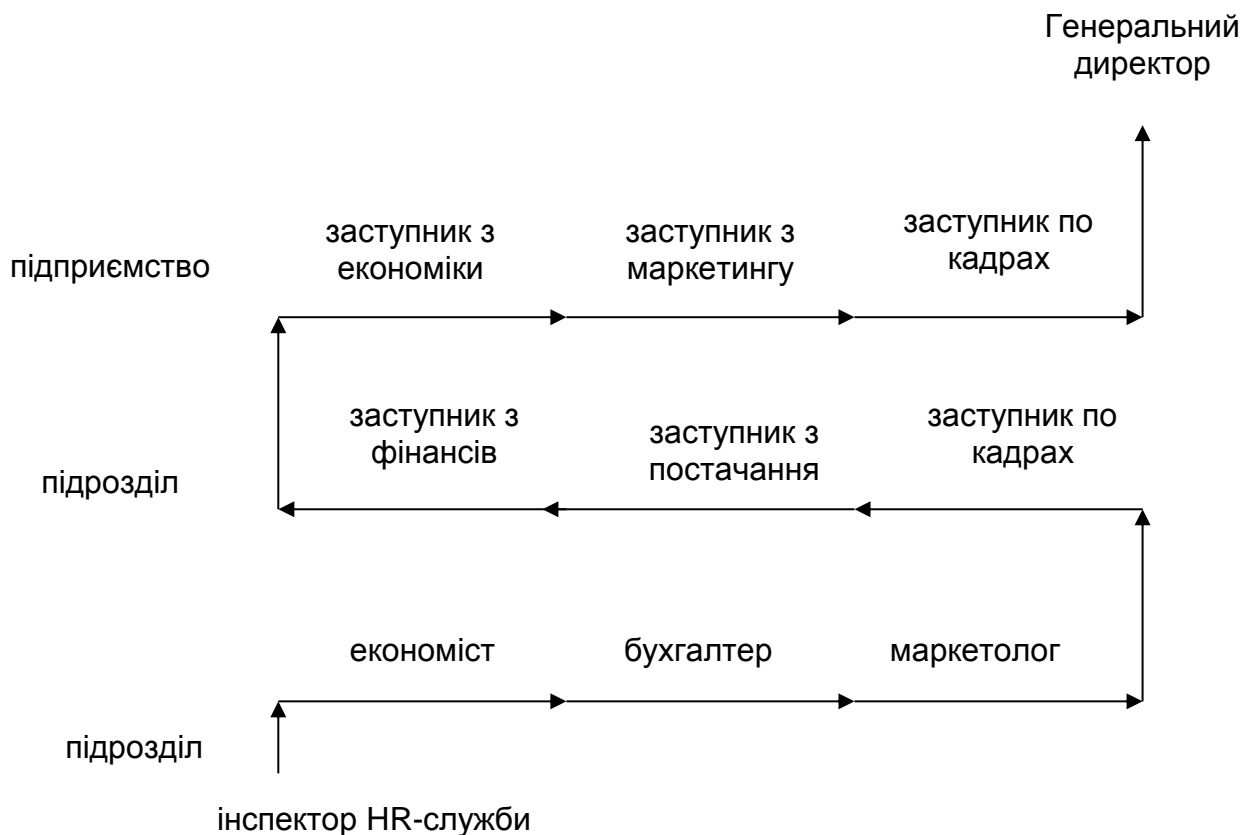 Генеральний
директор
заступник з
економіки
заступник з
маркетингу
заступник по
кадрах
підприємство
заступник з
фінансів
заступник з
постачання
заступник по
кадрах
підрозділ
економіст
бухгалтер
маркетолог
підрозділ
інспектор HR-служби